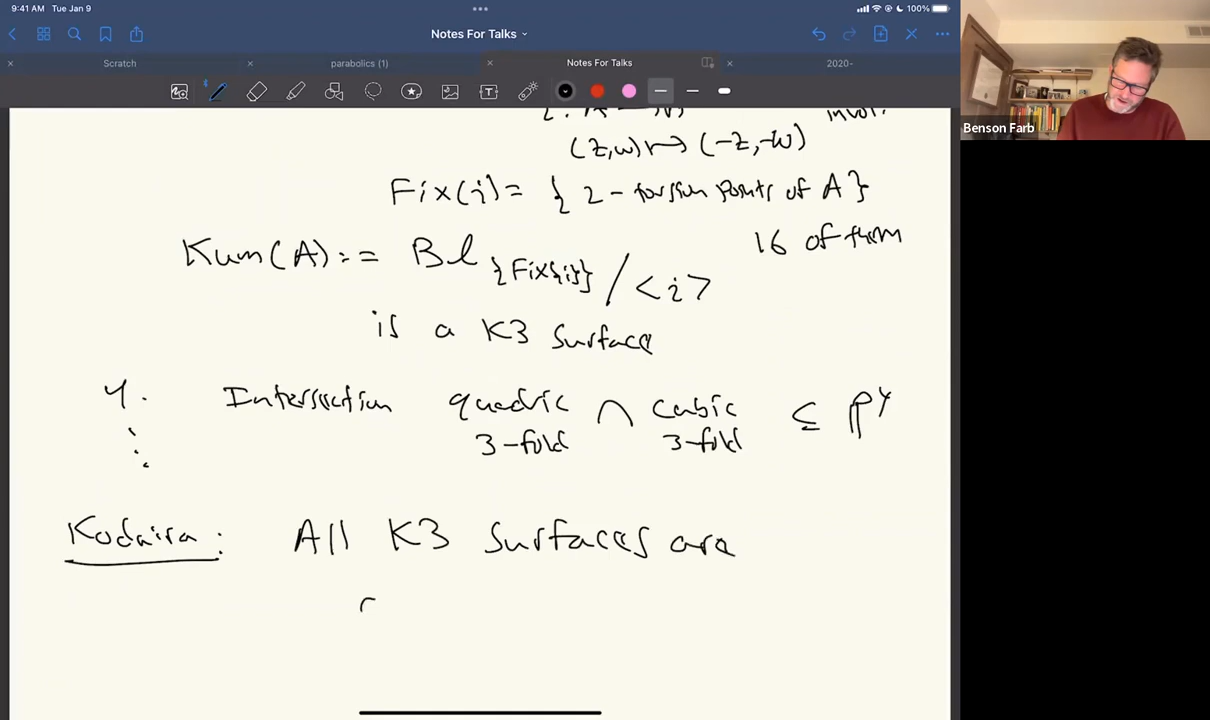 9:41 AM Tue Jan 9
100%
Notes For Talks
Scratch
parabolics (1)
Notes For Talks
2020-
Benson Farb
invol.
(z,w) ↦ (-z,-w)
Fix(i) = { 2-torsion points of A }
16 of them
Kum(A) := Bl {Fix{i}} / <i>
is a K3 surface
4. Intersection quadric 3-fold ∩ cubic 3-fold ⊆ P⁴
Kodaira: All K3 surfaces are